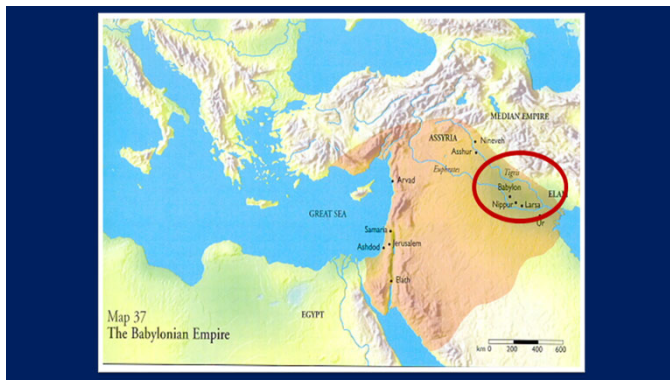 MEDIAN EMPIRE
ASSYRIA
Nineveh
Asshur
Euphrates
Tigris
Babylon
ELAM
Arvad
Nippur
Larsa
GREAT SEA
Ur
Samaria
Jerusalem
Ashdod
Elath
EGYPT
Map 37
The Babylonian Empire
km 0 200 400 600